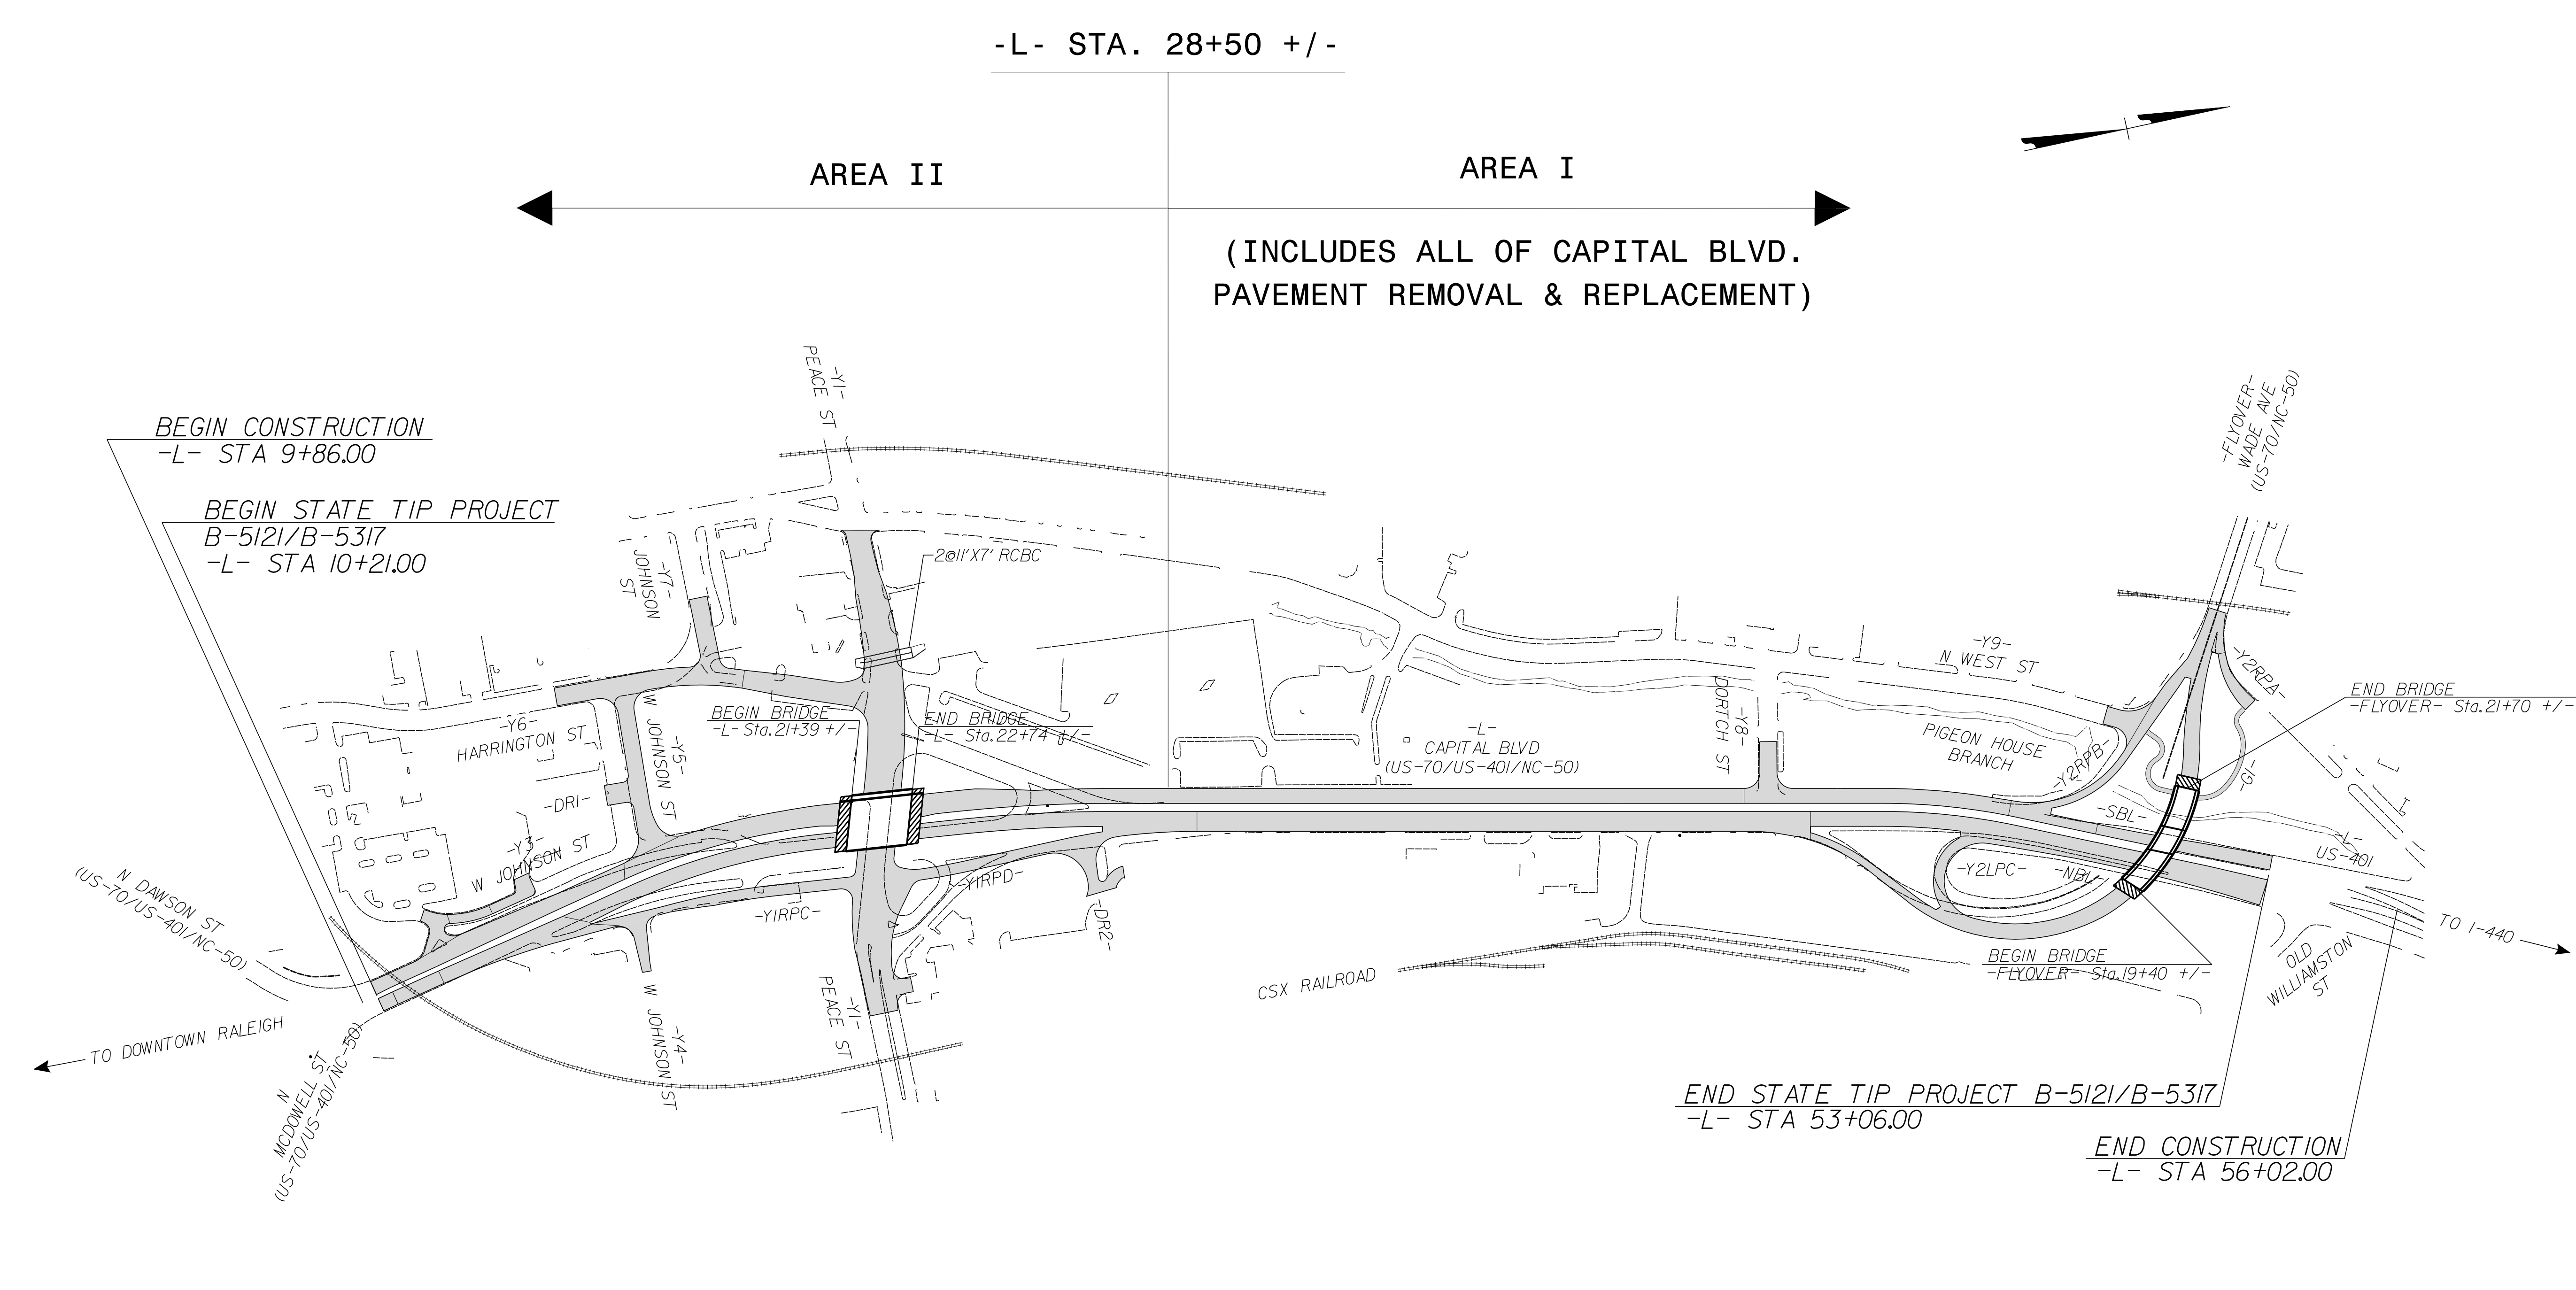 -L- STA. 28+50 +/-
AREA II
AREA I
(INCLUDES ALL OF CAPITAL BLVD.
PAVEMENT REMOVAL & REPLACEMENT)
BEGIN CONSTRUCTION
-L- STA 9+86.00
BEGIN STATE TIP PROJECT
B-5121/B-5317
-L- STA 10+21.00
-Y1-
PEACE ST
-FLYOVER-
WADE AVE
(US-70/NC-50)
-Y7-
JOHNSON
ST
2@11'X7' RCBC
-Y6-
HARRINGTON ST
-Y5-
W JOHNSON ST
BEGIN BRIDGE
-L- Sta.21+39 +/-
END BRIDGE
-L- Sta.22+74 +/-
-L-
CAPITAL BLVD
(US-70/US-401/NC-50)
-Y8-
DORTCH ST
-Y9-
N WEST ST
PIGEON HOUSE
BRANCH
-Y2RPB-
-Y2RPA-
-G1-
END BRIDGE
-FLYOVER- Sta.21+70 +/-
-SBL-
-L-
US-401
-DR1-
-Y3-
W JOHNSON ST
N DAWSON ST
(US-70/US-401/NC-50)
-Y1RPC-
-Y1RPD-
-DR2-
-Y2LPC-
-NBL-
BEGIN BRIDGE
-FLYOVER- Sta.19+40 +/-
OLD
WILLIAMSTON
ST
TO I-440
CSX RAILROAD
TO DOWNTOWN RALEIGH
N
MCDOWELL ST
(US-70/US-401/NC-50)
-Y4-
W JOHNSON ST
-Y1-
PEACE ST
END STATE TIP PROJECT B-5121/B-5317
-L- STA 53+06.00
END CONSTRUCTION
-L- STA 56+02.00